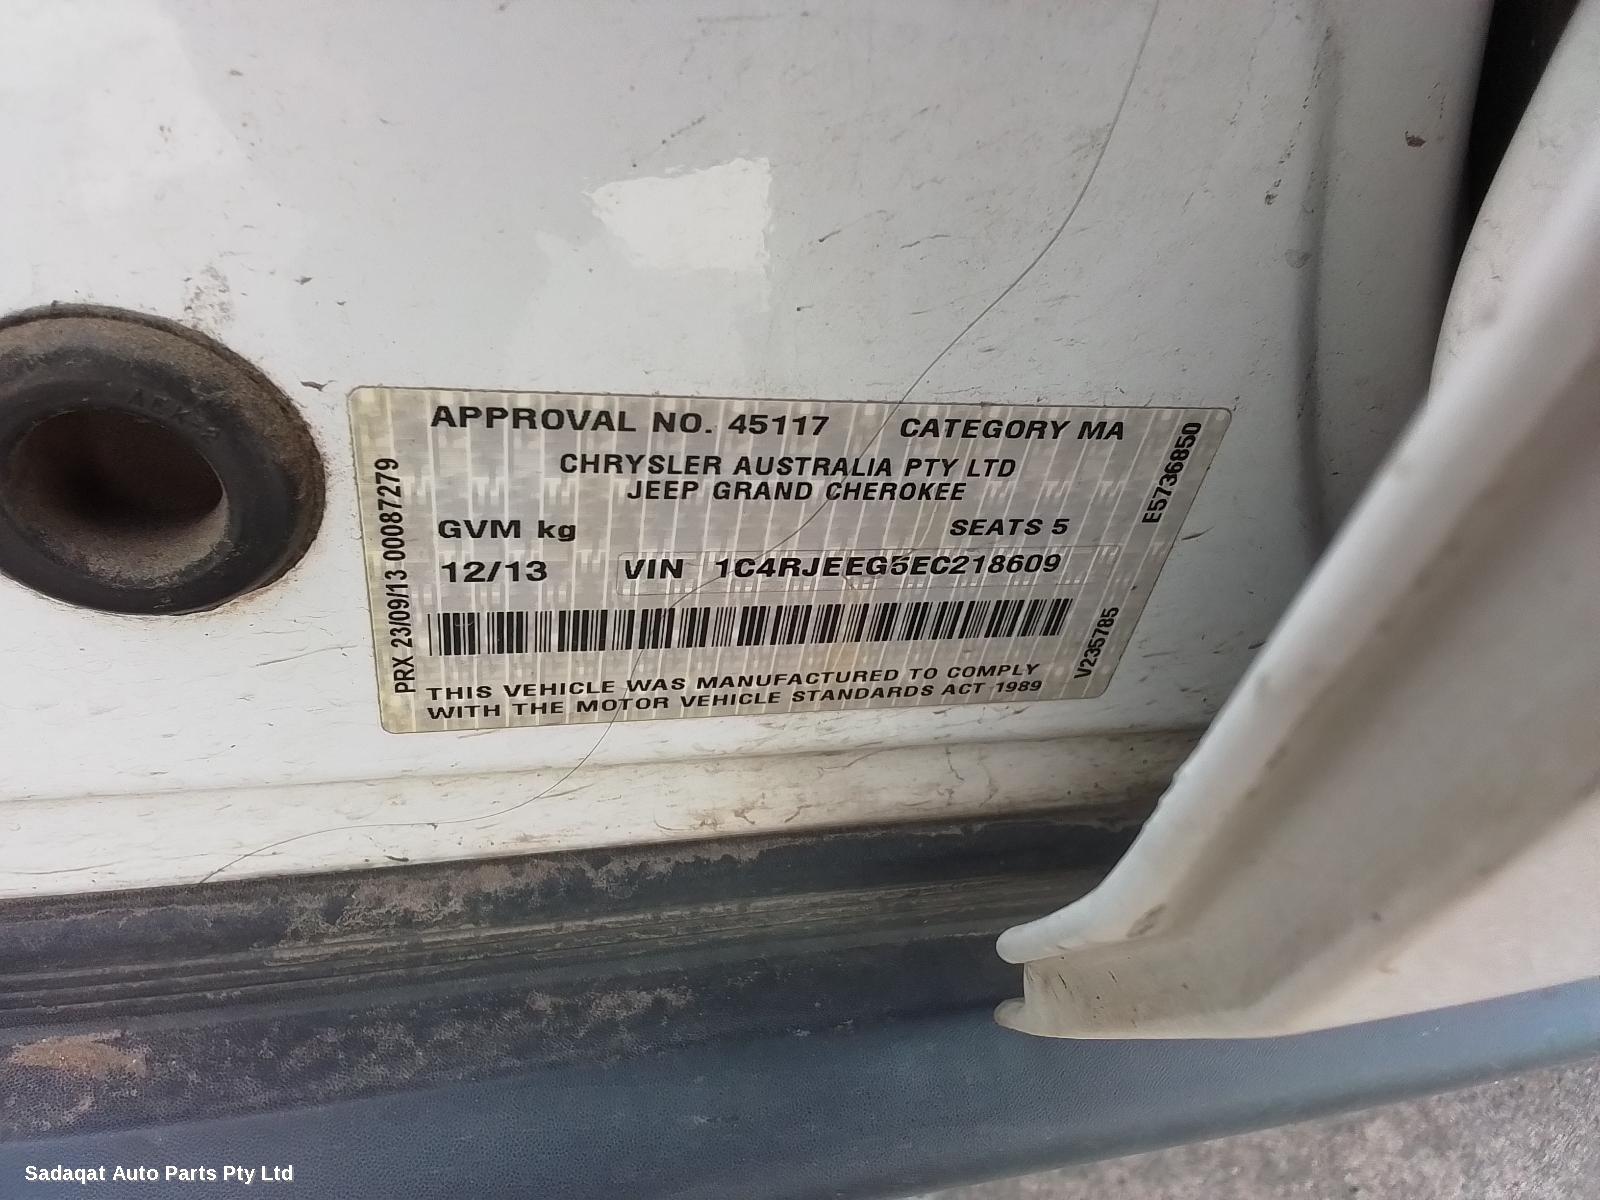 APPROVAL NO. 45117 CATEGORY MA
CHRYSLER AUSTRALIA PTY LTD
JEEP GRAND CHEROKEE
GVM kg SEATS 5
12/13 VIN 1C4RJEEG5EC218609
THIS VEHICLE WAS MANUFACTURED TO COMPLY
WITH THE MOTOR VEHICLE STANDARDS ACT 1989
PRX 23/09/13 00087279
E5736850
V235785
Sadaqat Auto Parts Pty Ltd